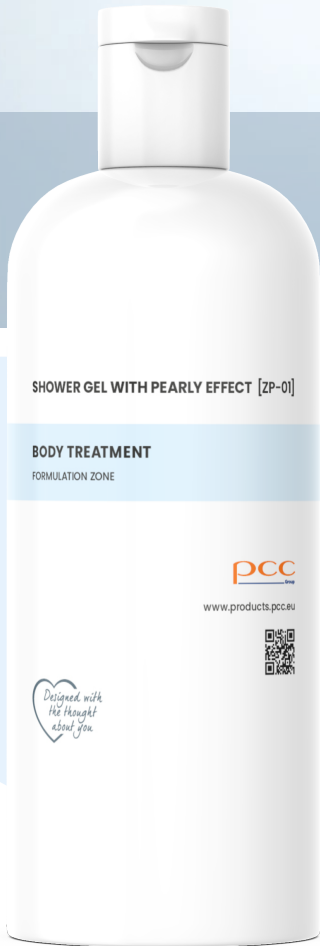 SHOWER GEL WITH PEARLY EFFECT [ZP-01]
BODY TREATMENT
FORMULATION ZONE
pcc
Group
www.products.pcc.eu
Designed with
the thought
about you